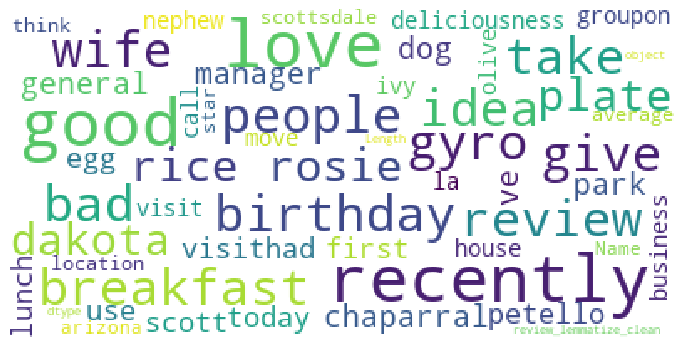 think nephew scottsdale deliciousness groupon
wife love dog take object
general manager ivy olive plate
call star people idea average
good move length gyro give
egg rice rosie la ve park
bad visit birthday review business
dakota visithad first house Name
lunch location breakfast recently
dtype use scott today chaparral petello
arizona review_lemmatize_clean